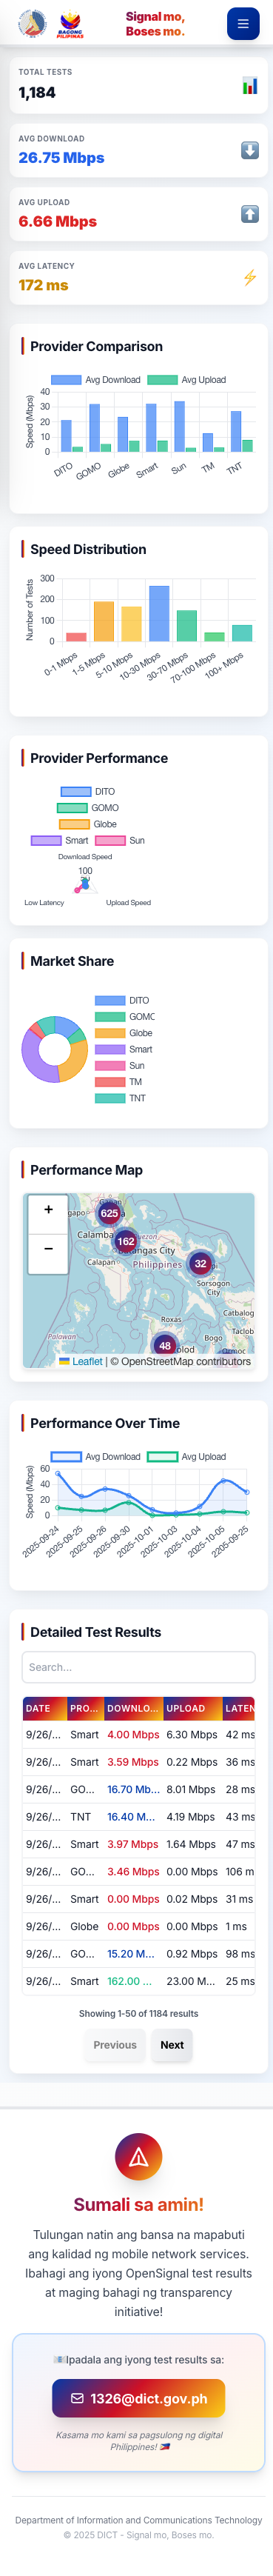 BAGONG
PILIPINAS
Signal mo,
Boses mo.
TOTAL TESTS
1,184
AVG DOWNLOAD
26.75 Mbps
AVG UPLOAD
6.66 Mbps
AVG LATENCY
172 ms
Provider Comparison
Avg Download Avg Upload
Speed (Mbps)
40
30
20
10
0
DITO GOMO Globe Smart Sun TM TNT
Speed Distribution
Number of Tests
300
200
100
0
0-1 Mbps 1-5 Mbps 5-10 Mbps 10-30 Mbps 30-70 Mbps 70-100 Mbps 100+ Mbps
Provider Performance
DITO
GOMO
Globe
Smart Sun
Download Speed
100
Low Latency Upload Speed
Market Share
DITO
GOMO
Globe
Smart
Sun
TM
TNT
Performance Map
+
−
625
162
32
48
Calapan
Philippines
Sorsogon
City
Roxas
Bogo
Palawan
Leaflet | © OpenStreetMap contributors
Performance Over Time
Avg Download Avg Upload
Speed (Mbps)
60
40
20
0
2025-09-24 2025-09-25 2025-09-26 2025-09-30 2025-10-01 2025-10-03 2025-10-04 2025-10-05 2205-09-25
Detailed Test Results
Search...
DATE PRO... DOWNLO... UPLOAD LATEN
9/26/... Smart 4.00 Mbps 6.30 Mbps 42 ms
9/26/... Smart 3.59 Mbps 0.22 Mbps 36 ms
9/26/... GO... 16.70 Mb... 8.01 Mbps 28 ms
9/26/... TNT 16.40 M... 4.19 Mbps 43 ms
9/26/... Smart 3.97 Mbps 1.64 Mbps 47 ms
9/26/... GO... 3.46 Mbps 0.00 Mbps 106 m
9/26/... Smart 0.00 Mbps 0.02 Mbps 31 ms
9/26/... Globe 0.00 Mbps 0.00 Mbps 1 ms
9/26/... GO... 15.20 M... 0.92 Mbps 98 ms
9/26/... Smart 162.00 ... 23.00 M... 25 ms
Showing 1-50 of 1184 results
Previous Next
Sumali sa amin!
Tulungan natin ang bansa na mapabuti
ang kalidad ng mobile network services.
Ibahagi ang iyong OpenSignal test results
at maging bahagi ng transparency
initiative!
Ipadala ang iyong test results sa:
1326@dict.gov.ph
Kasama mo kami sa pagsulong ng digital
Philippines!
Department of Information and Communications Technology
© 2025 DICT - Signal mo, Boses mo.